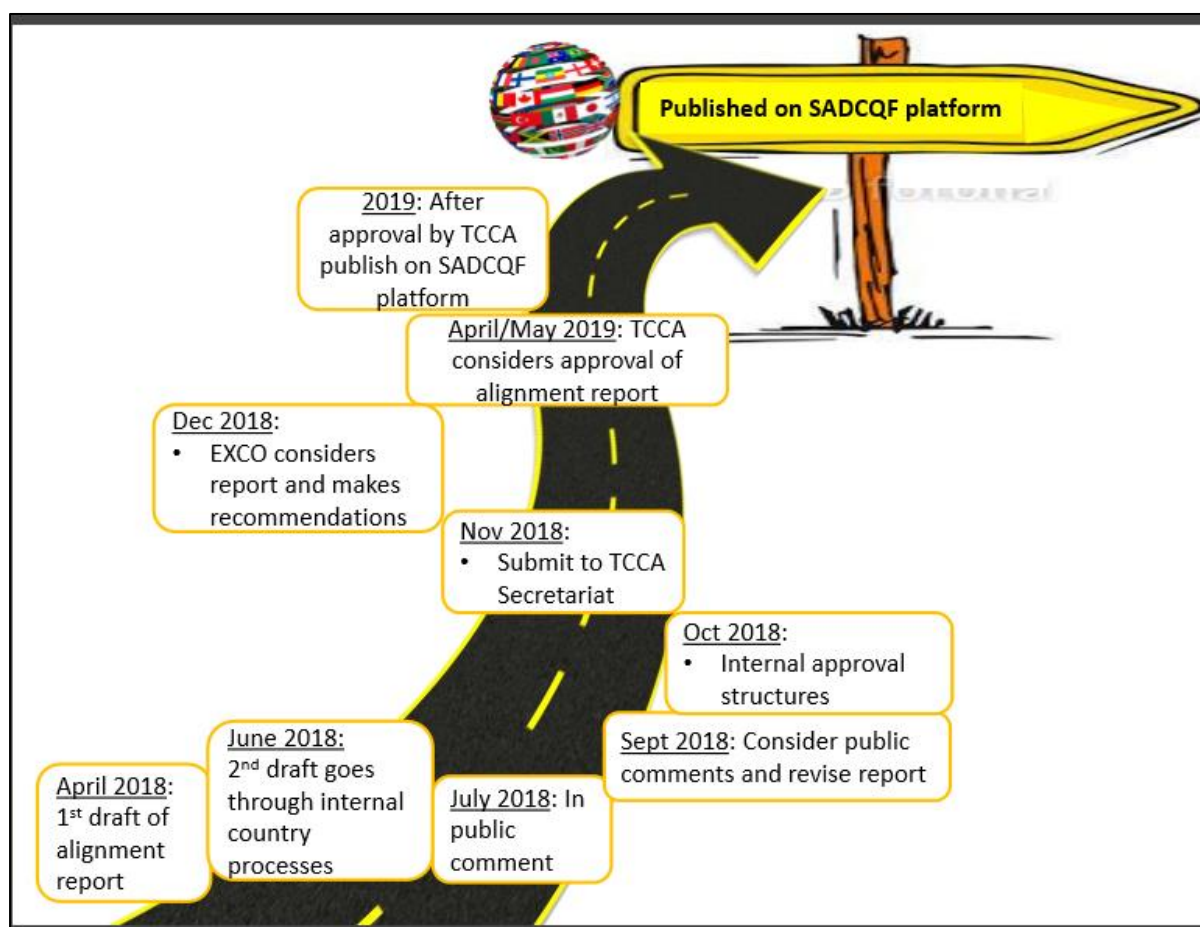 Published on SADCQF platform
2019: After
approval by TCCA
publish on SADCQF
platform
April/May 2019: TCCA
considers approval of
alignment report
Dec 2018:
• EXCO considers
report and makes
recommendations
Nov 2018:
• Submit to TCCA
Secretariat
Oct 2018:
• Internal approval
structures
Sept 2018: Consider public
comments and revise report
July 2018: In
public
comment
June 2018:
2nd draft goes
through internal
country
processes
April 2018:
1st draft of
alignment
report